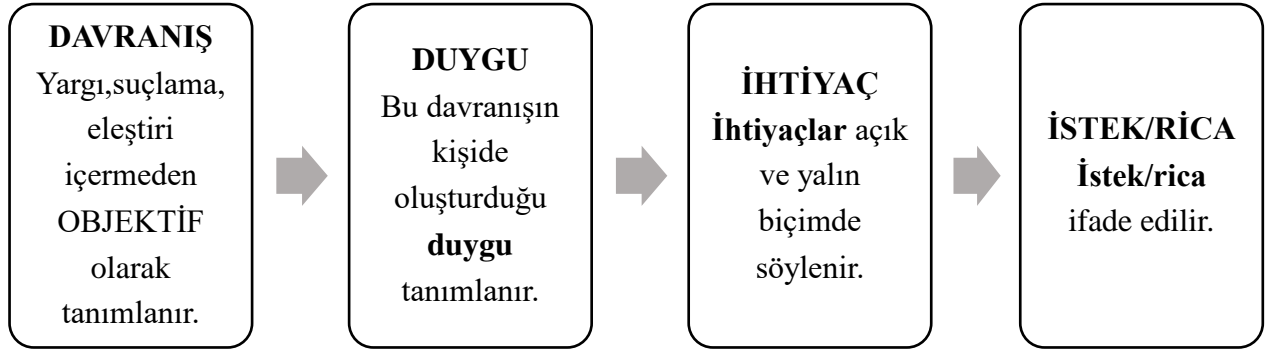 DAVRANIŞ
Yargı,suçlama,
eleştiri
içermeden
OBJEKTİF
olarak
tanımlanır.
DUYGU
Bu davranışın
kişide
oluşturduğu
duygu
tanımlanır.
İHTİYAÇ
İhtiyaçlar açık
ve yalın
biçimde
söylenir.
İSTEK/RİCA
İstek/rica
ifade edilir.